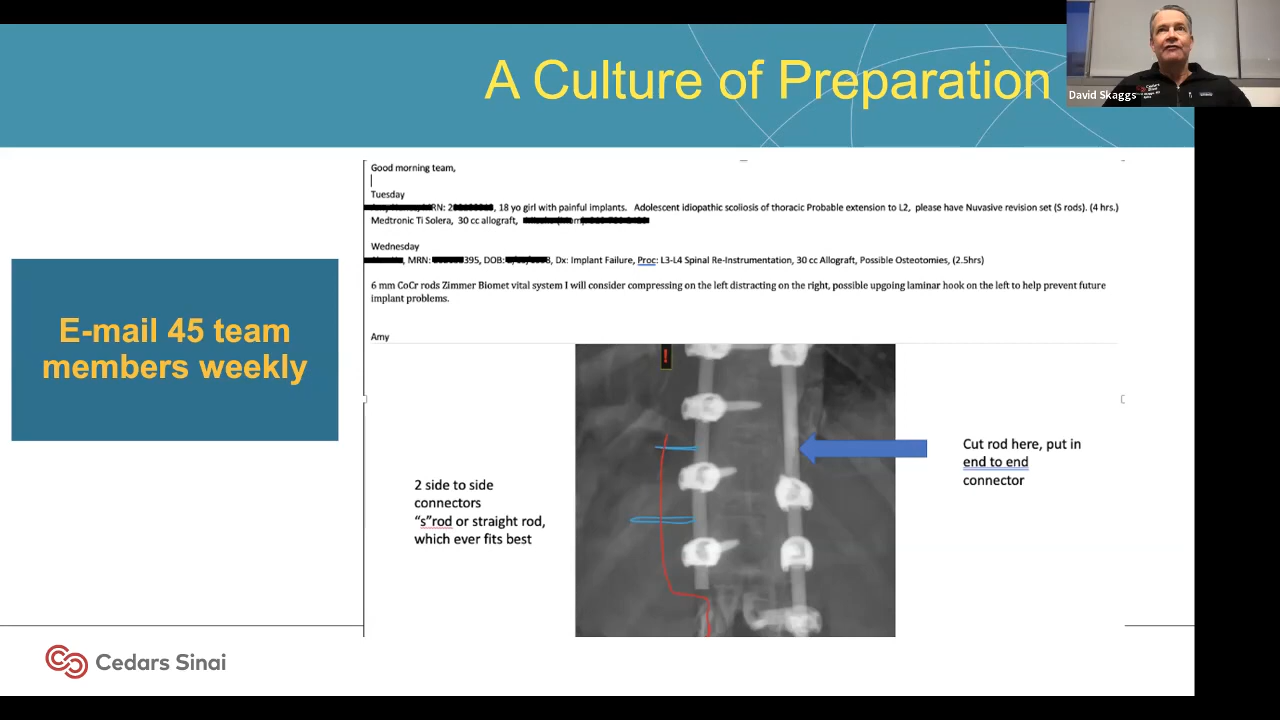 A Culture of Preparation
David Skaggs
Good morning team,
Tuesday
RN: 2, 18 yo girl with painful implants. Adolescent idiopathic scoliosis of thoracic Probable extension to L2, please have Nuvasive revision set (S rods). (4 hrs.)
Medtronic Ti Solera, 30 cc allograft,
Wednesday
, MRN: 395, DOB: , Dx: Implant Failure, Proc: L3-L4 Spinal Re-Instrumentation, 30 cc Allograft, Possible Osteotomies, (2.5hrs)
6 mm CoCr rods Zimmer Biomet vital system I will consider compressing on the left distracting on the right, possible upgoing laminar hook on the left to help prevent future
implant problems.
Amy
E-mail 45 team
members weekly
!
Cut rod here, put in
end to end
connector
2 side to side
connectors
“s”rod or straight rod,
which ever fits best
Cedars Sinai